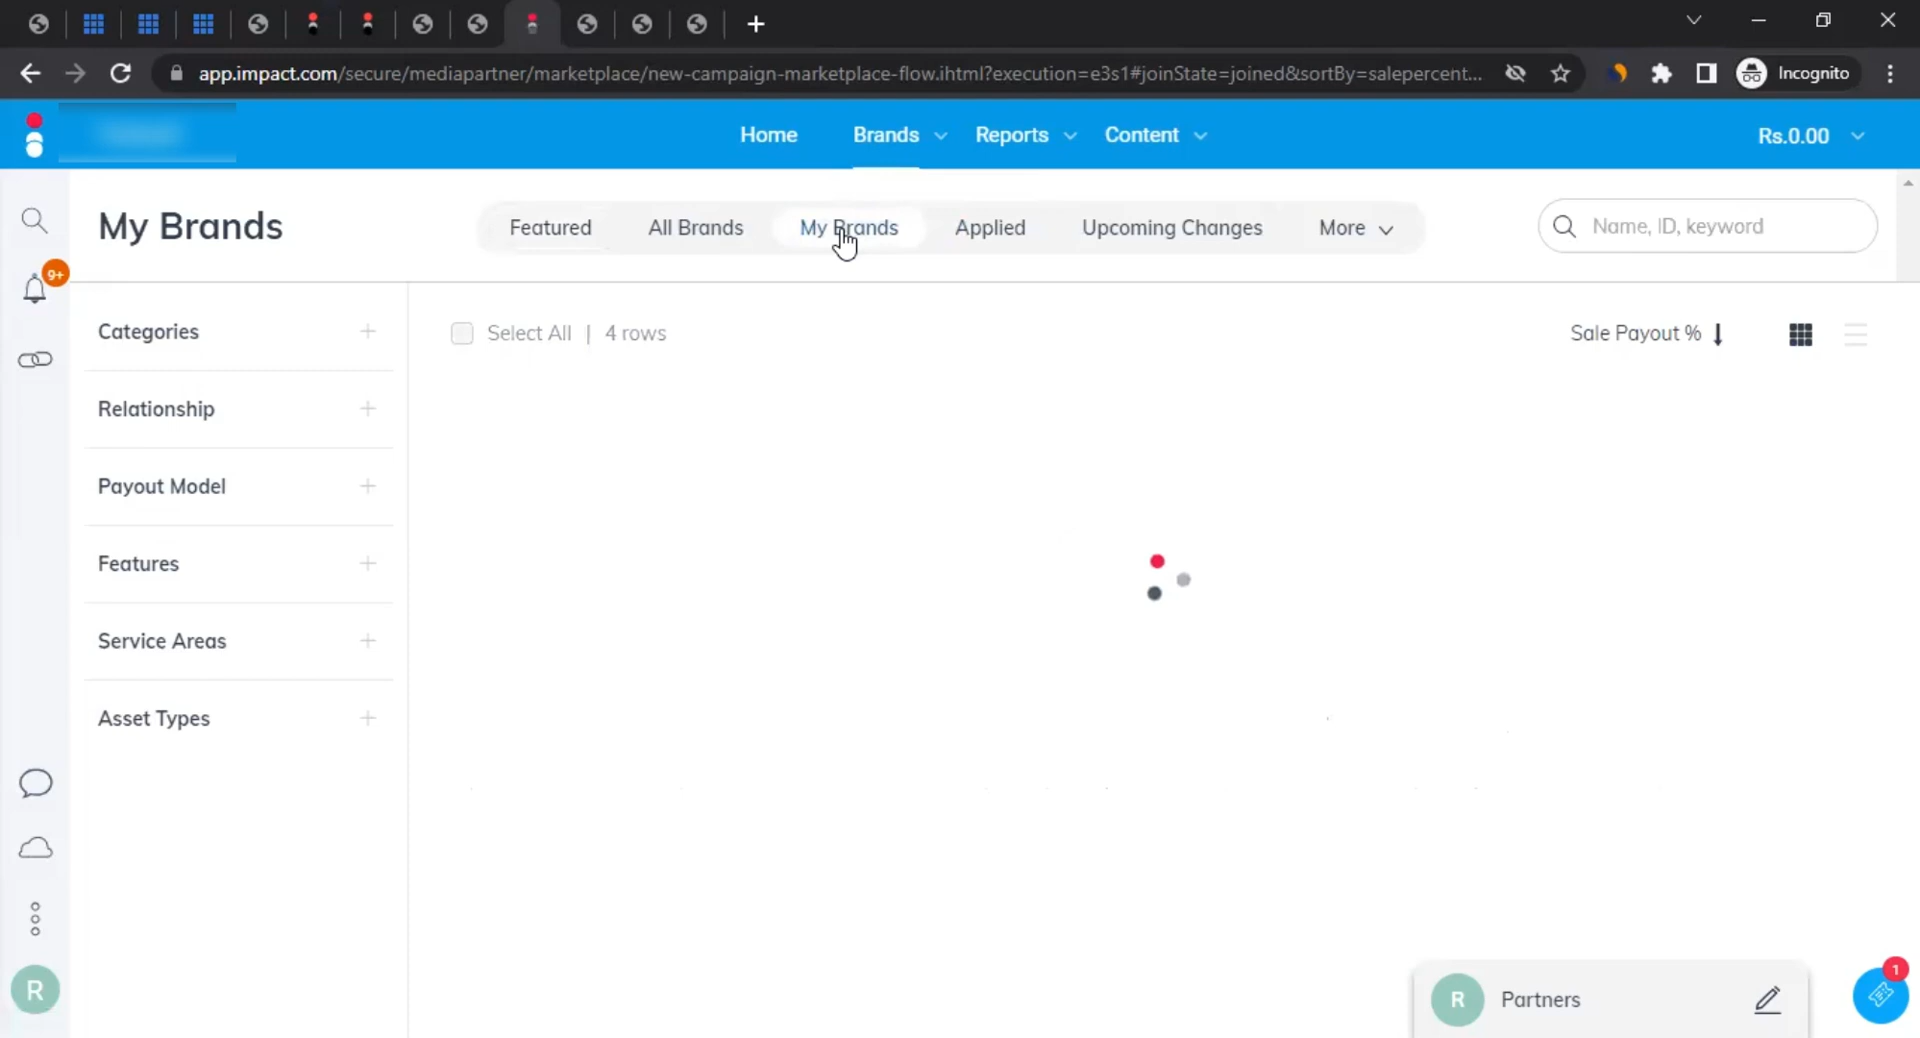 app.impact.com/secure/mediapartner/marketplace/new-campaign-marketplace-flow.ihtml?execution=e3s1#joinState=joined&sortBy=salepercent...
Incognito
Home
Brands
Reports
Content
Rs.0.00
My Brands
Featured
All Brands
My Brands
Applied
Upcoming Changes
More
Name, ID, keyword
9+
Categories
Select All | 4 rows
Sale Payout %
Relationship
Payout Model
Features
Service Areas
Asset Types
R
R
Partners
1